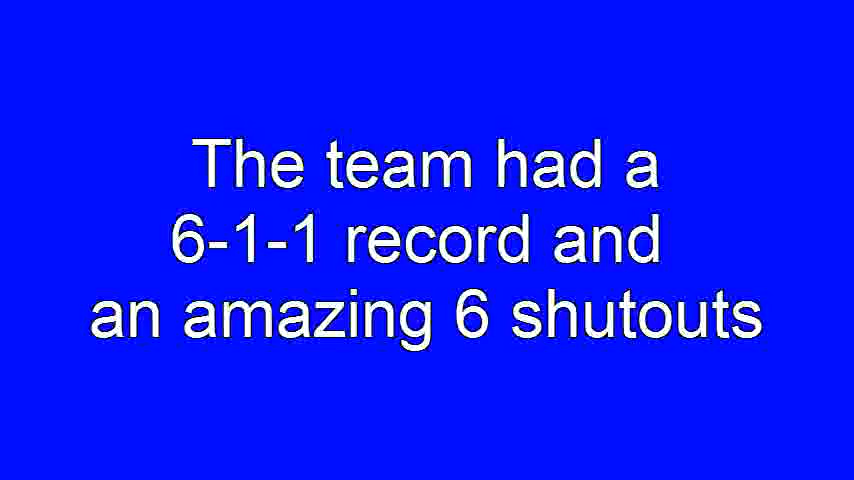 The team had a
6-1-1 record and
an amazing 6 shutouts